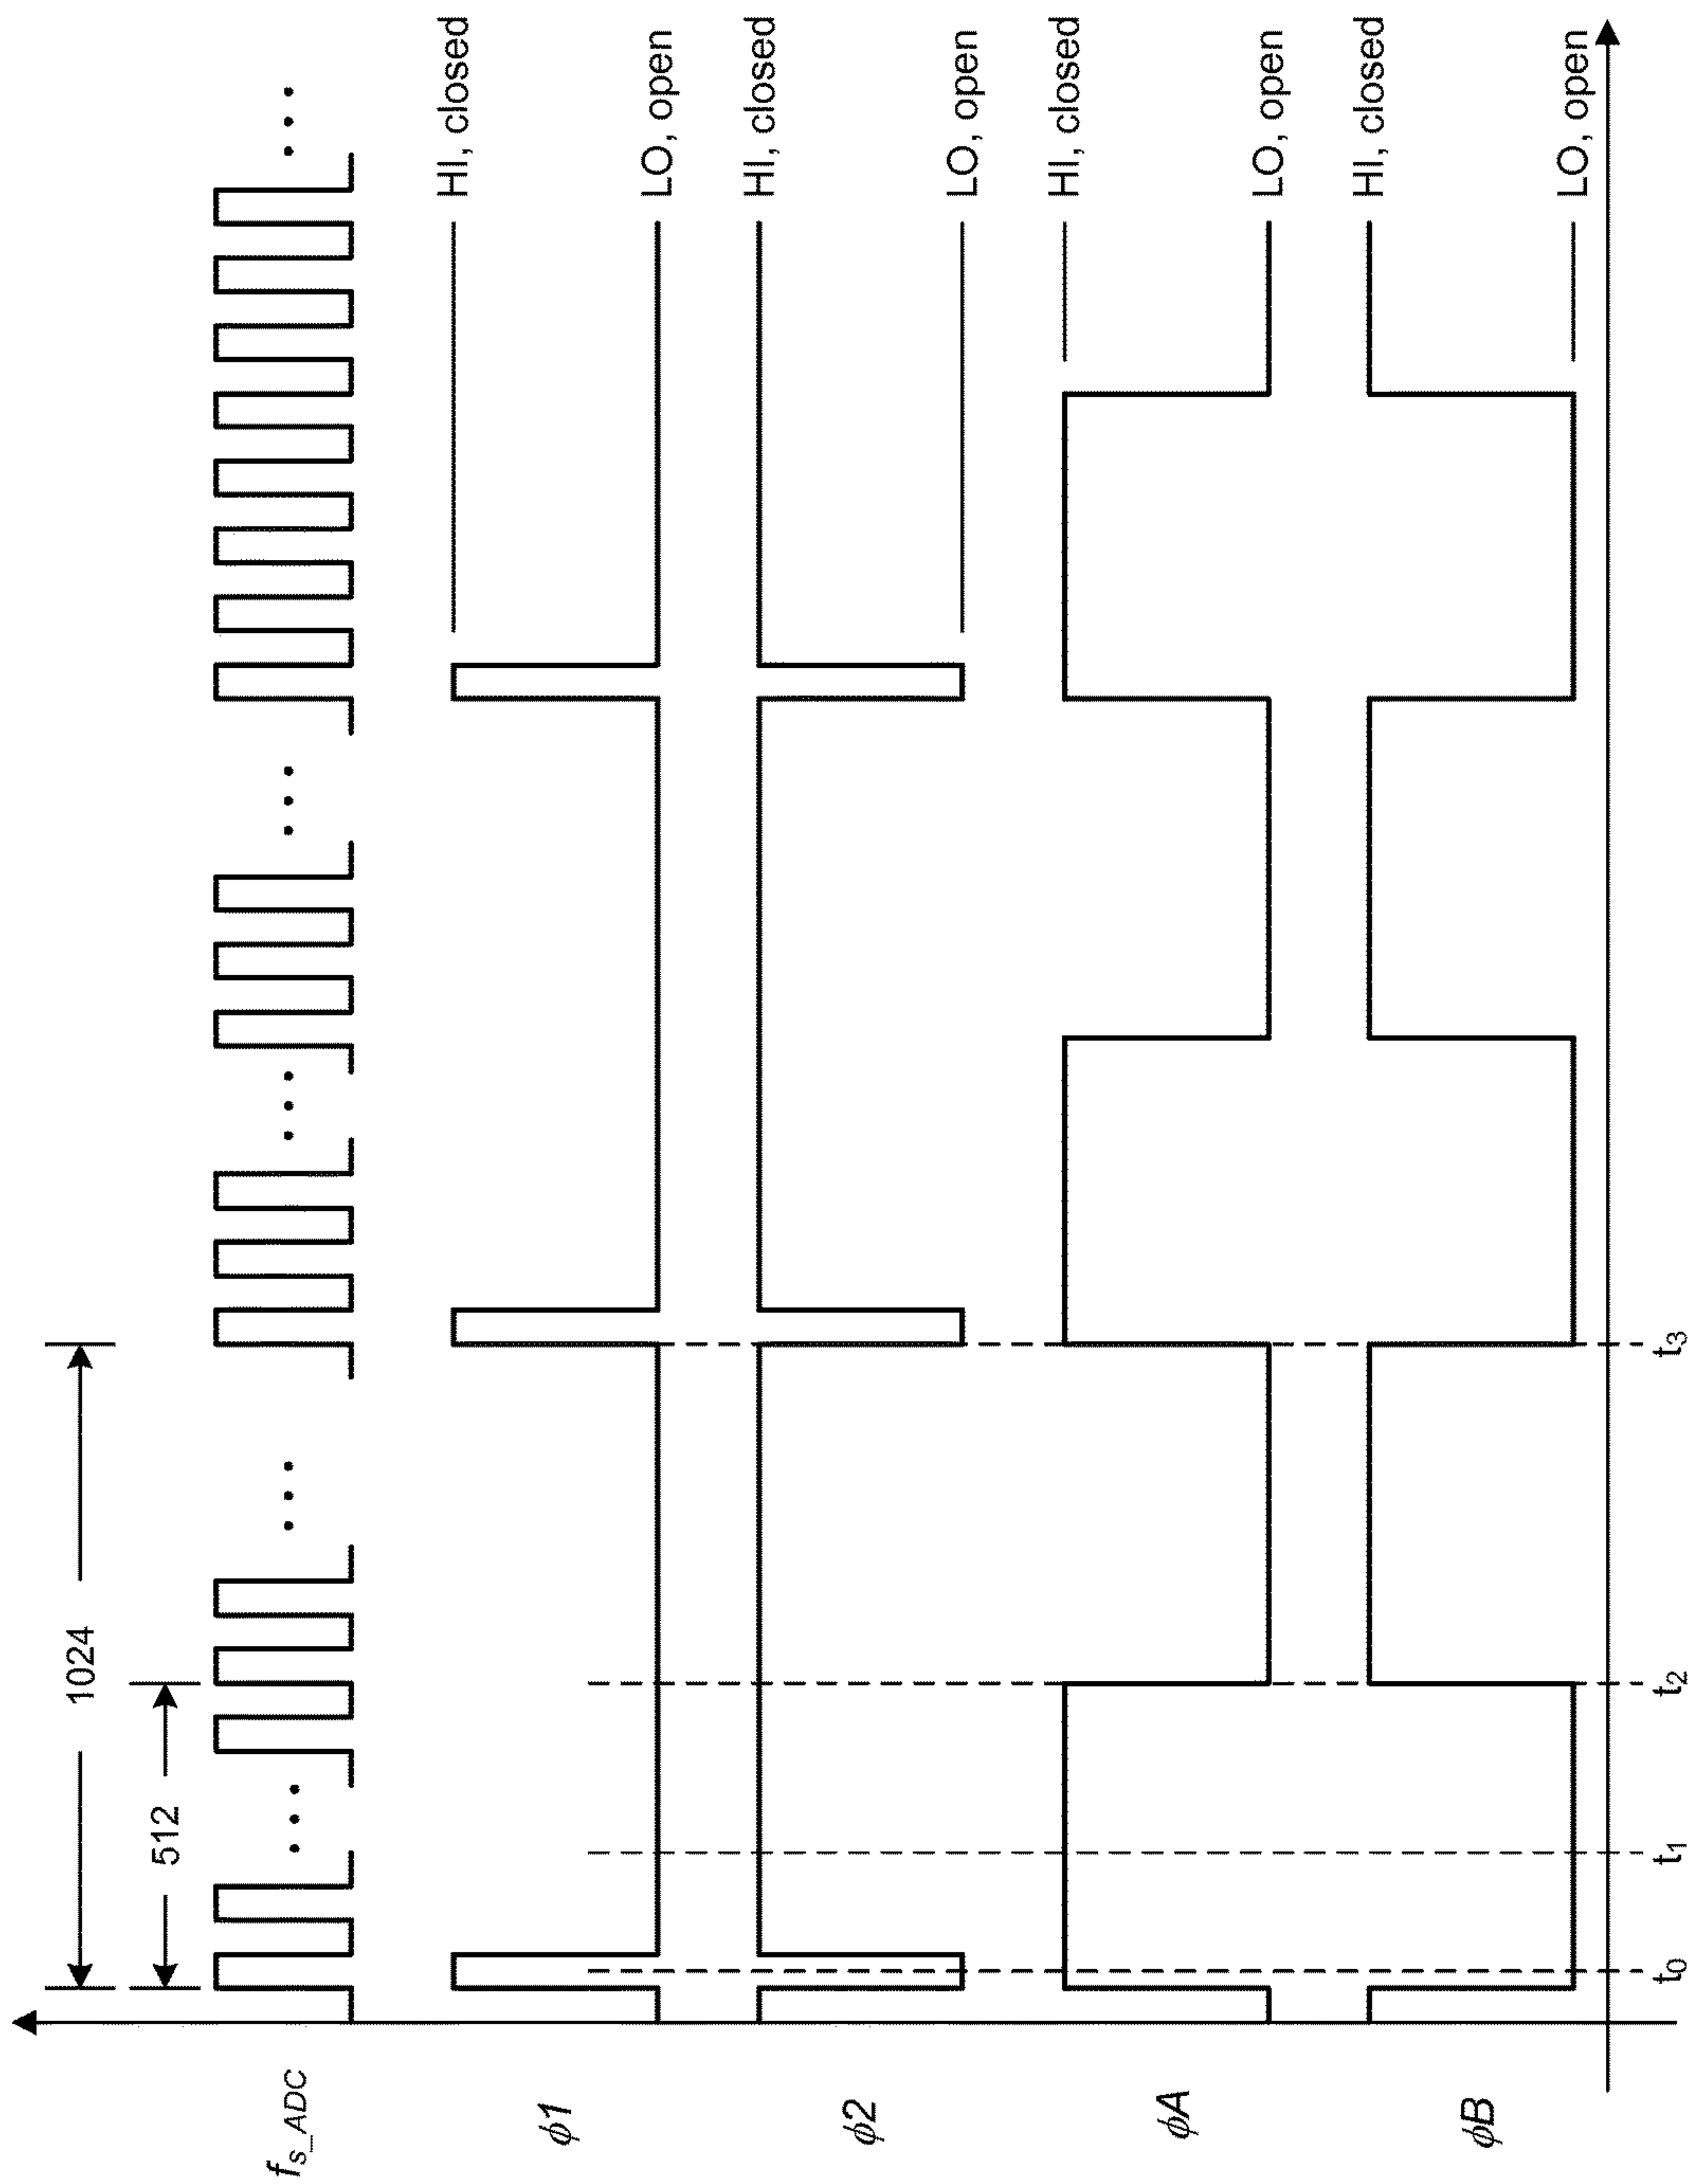 1024
512
f_s_ADC
ϕ1
HI, closed
LO, open
ϕ2
HI, closed
LO, open
ϕA
HI, closed
LO, open
ϕB
HI, closed
LO, open
t0 t1 t2 t3